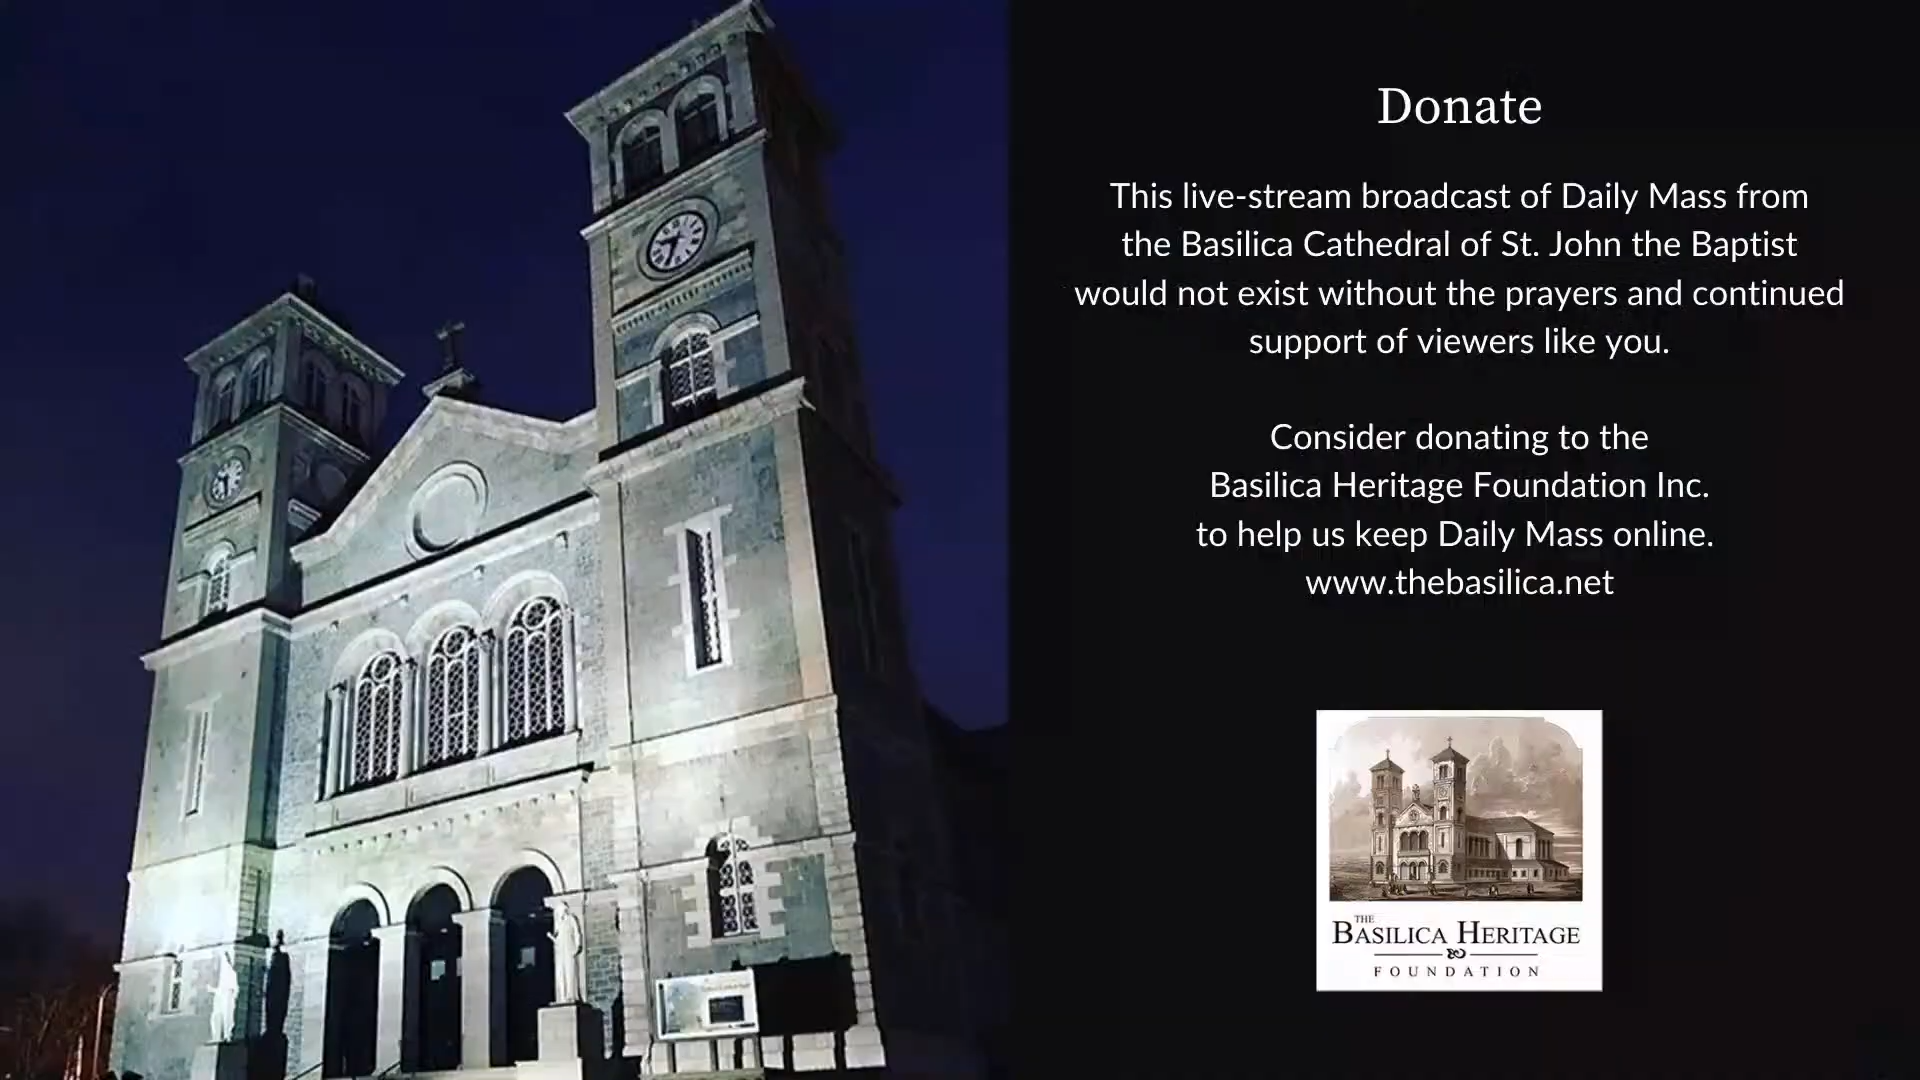 Donate
This live-stream broadcast of Daily Mass from
the Basilica Cathedral of St. John the Baptist
would not exist without the prayers and continued
support of viewers like you.
Consider donating to the
Basilica Heritage Foundation Inc.
to help us keep Daily Mass online.
www.thebasilica.net
THE
BASILICA HERITAGE
FOUNDATION